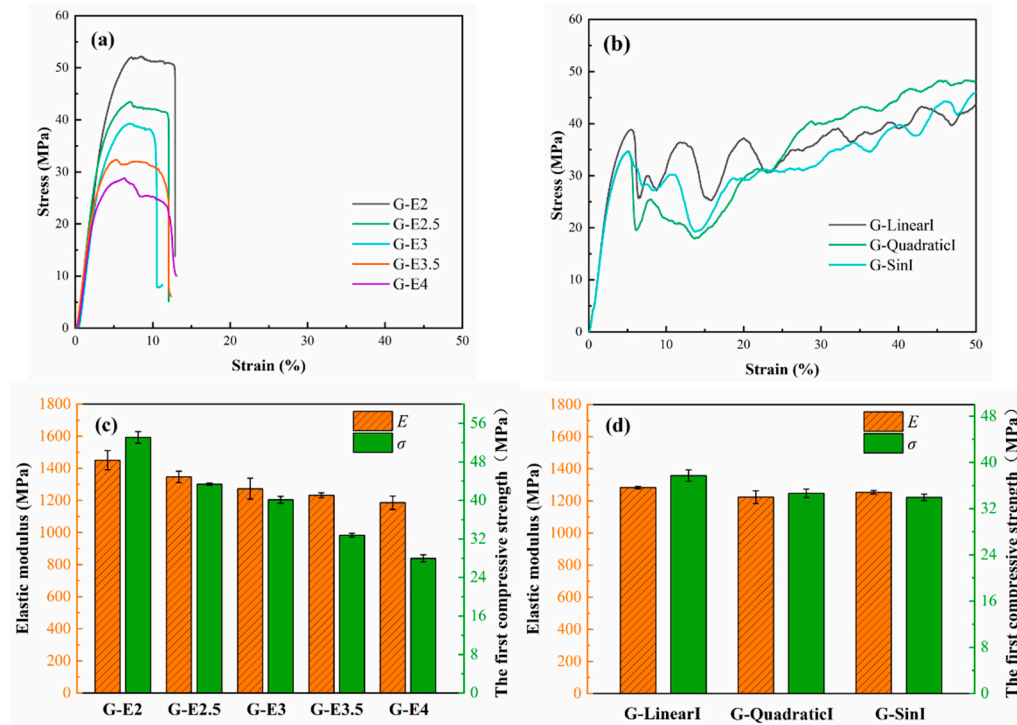 (a)
60
50
40
30
20
10
0
Stress (MPa)
0 10 20 30 40 50
Strain (%)
G-E2
G-E2.5
G-E3
G-E3.5
G-E4
(b)
60
50
40
30
20
10
0
Stress (MPa)
0 10 20 30 40 50
Strain (%)
G-LinearI
G-QuadraticI
G-SinI
(c)
1800
1600
1400
1200
1000
800
600
400
200
0
Elastic modulus (MPa)
E
σ
56
48
40
32
24
16
8
0
The first compressive strength（MPa）
G-E2 G-E2.5 G-E3 G-E3.5 G-E4
(d)
1800
1600
1400
1200
1000
800
600
400
200
0
Elastic modulus (MPa)
E
σ
48
40
32
24
16
8
0
The first compressive strength（MPa）
G-LinearI G-QuadraticI G-SinI